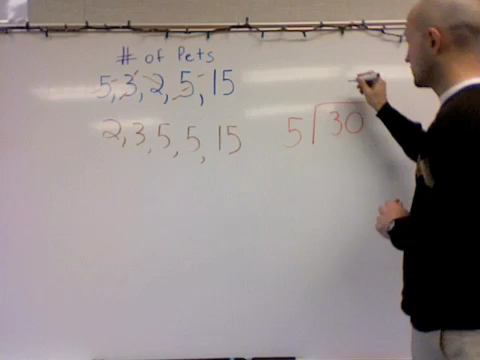 # of Pets
5, 3, 2, 5, 15
2, 3, 5, 5, 15
5 30